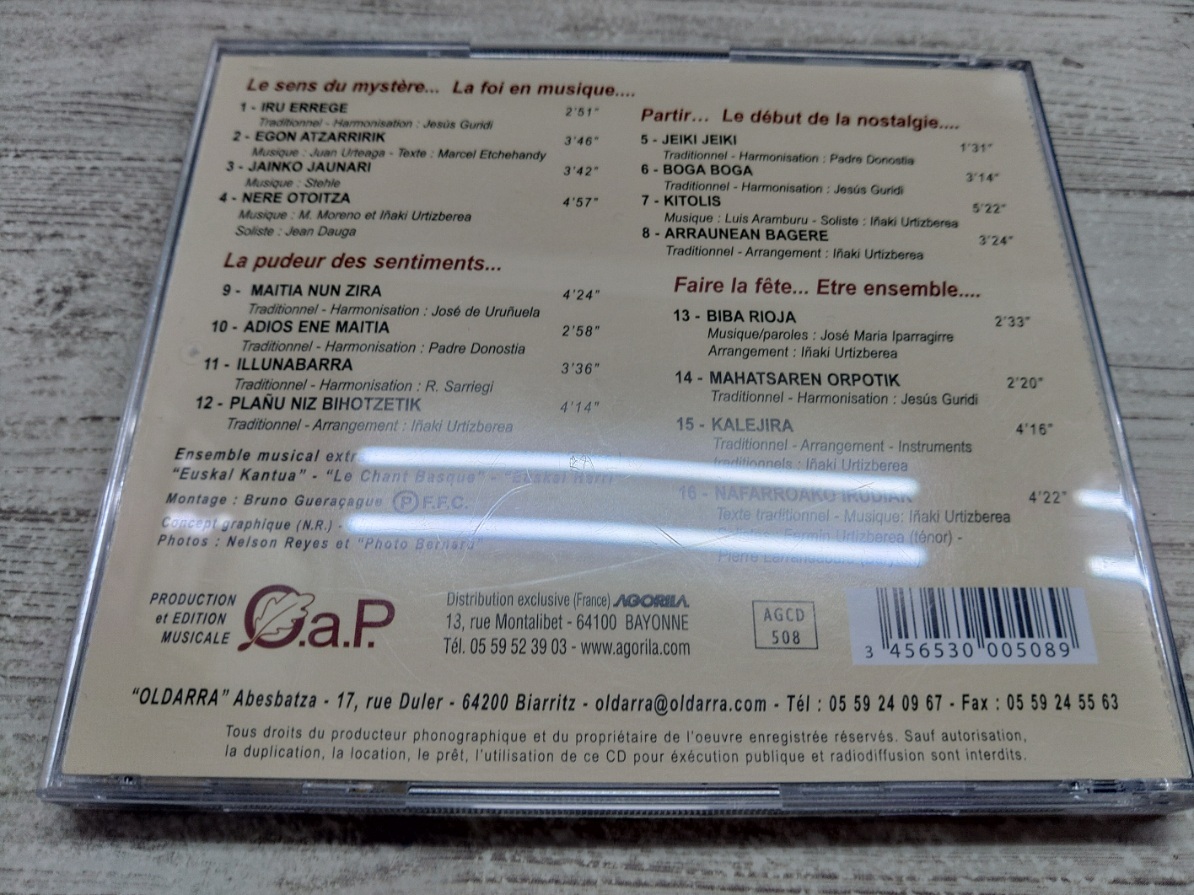 Le sens du mystère... La foi en musique....
1 - IRU ERREGE 2'51"
Traditionnel - Harmonisation : Jesús Guridi
2 - EGON ATZARRIRIK 3'46"
Musique : Juan Urteaga - Texte : Marcel Etchehandy
3 - JAINKO JAUNARI 3'42"
Musique : Stehle
4 - NERE OTOITZA 4'57"
Musique : M. Moreno et Iñaki Urtizberea
Soliste : Jean Dauga
Partir... Le début de la nostalgie....
5 - JEIKI JEIKI 1'31"
Traditionnel - Harmonisation : Padre Donostia
6 - BOGA BOGA 3'14"
Traditionnel - Harmonisation : Jesús Guridi
7 - KITOLIS 5'22"
Musique : Luis Aramburu - Soliste : Iñaki Urtizberea
8 - ARRAUNEAN BAGERE 3'24"
Traditionnel - Arrangement : Iñaki Urtizberea
La pudeur des sentiments...
9 - MAITIA NUN ZIRA 4'24"
Traditionnel - Harmonisation : José de Uruñuela
10 - ADIOS ENE MAITIA 2'58"
Traditionnel - Harmonisation : Padre Donostia
11 - ILLUNABARRA 3'36"
Traditionnel - Harmonisation : R. Sarriegi
12 - PLAÑU NIZ BIHOTZETIK 4'14"
Traditionnel - Arrangement : Iñaki Urtizberea
Faire la fête... Etre ensemble....
13 - BIBA RIOJA 2'33"
Musique/paroles : José Maria Iparragirre
Arrangement : Iñaki Urtizberea
14 - MAHATSAREN ORPOTIK 2'20"
Traditionnel - Harmonisation : Jesús Guridi
15 - KALEJIRA 4'16"
Traditionnel - Arrangement - Instruments
traditionnels : Iñaki Urtizberea
16 - NAFARROAKO IRUDIAK 4'22"
Texte traditionnel - Musique: Iñaki Urtizberea
Fermin Urtizberea (ténor) -
Pierre
Ensemble musical
"Euskal Kantua" - "Le Chant Basque" - "Euskal Herri
Montage : Bruno Gueraçague (P) F.F.C.
Concept graphique (N.R.) -
Photos : Nelson Reyes et "Photo Bernard"
PRODUCTION
et EDITION
MUSICALE
C.a.P.
Distribution exclusive (France) AGORILA
13, rue Montalibet - 64100 BAYONNE
Tél. 05 59 52 39 03 - www.agorila.com
AGCD
508
3 456530 005089
"OLDARRA" Abesbatza - 17, rue Duler - 64200 Biarritz - oldarra@oldarra.com - Tél : 05 59 24 09 67 - Fax : 05 59 24 55 63
Tous droits du producteur phonographique et du propriétaire de l'oeuvre enregistrée réservés. Sauf autorisation,
la duplication, la location, le prêt, l'utilisation de ce CD pour éxécution publique et radiodiffusion sont interdits.